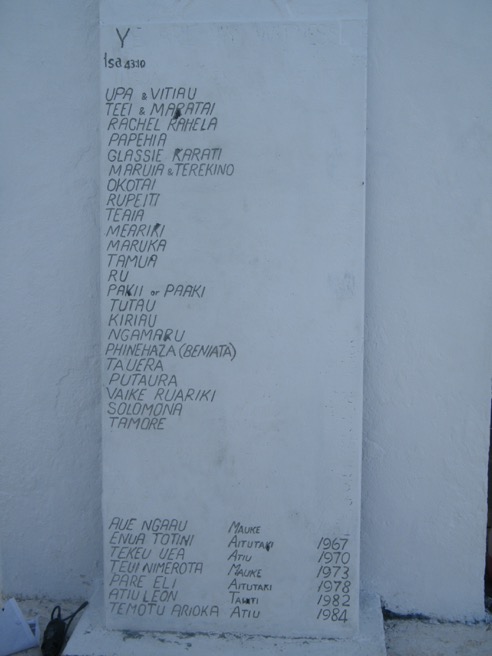 Y
Isa 43:10
UPA & VITIAU
TEEI & MARATAI
RACHEL RAHELA
PAPEHIA
GLASSIE KARATI
MARUIA & TEREKINO
OKOTAI
RUPEITI
TEAIA
MEARIKI
MARUKA
TAMUA
RU
PAKII or PAAKI
TUTAU
KIRIAU
NGAMARU
PHINEHAZA (BENIATA)
TAUERA
PUTAURA
VAIKE RUARIKI
SOLOMONA
TAMORE
AUE NGAAU MAUKE
ENUA TOTINI AITUTAKI 1967
TEKEU UEA ATIU 1970
TEUI NIMEROTA MAUKE 1973
PARE ELI AITUTAKI 1978
ATIU LEON TAHITI 1982
TEMOTU ARIOKA ATIU 1984